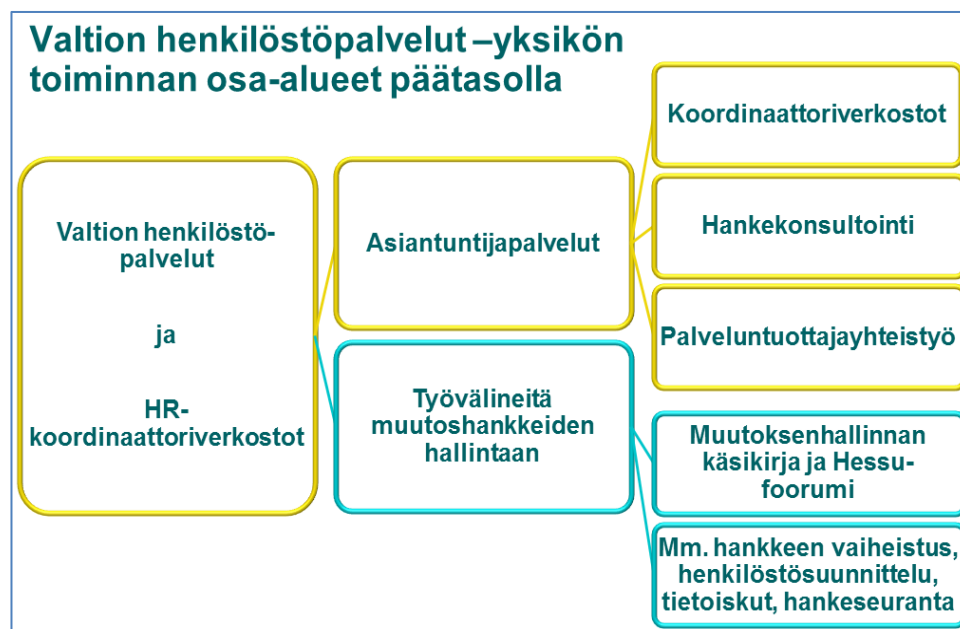 Valtion henkilöstöpalvelut –yksikön
toiminnan osa-alueet päätasolla
Valtion henkilöstö-
palvelut
ja
HR-
koordinaattoriverkostot
Asiantuntijapalvelut
Työvälineitä
muutoshankkeiden
hallintaan
Koordinaattoriverkostot
Hankekonsultointi
Palveluntuottajayhteistyö
Muutoksenhallinnan
käsikirja ja Hessu-
foorumi
Mm. hankkeen vaiheistus,
henkilöstösuunnittelu,
tietoiskut, hankeseuranta